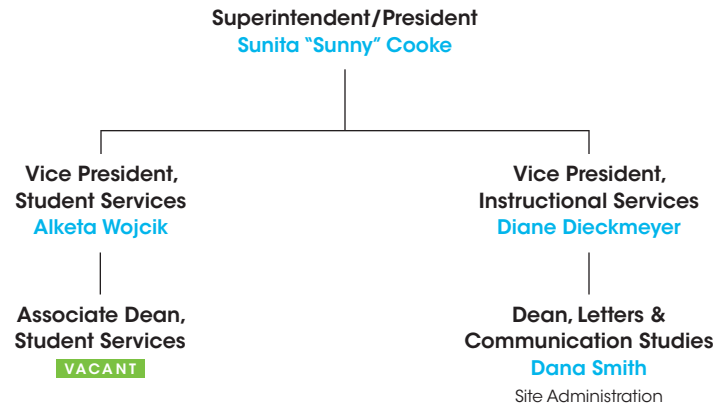 Superintendent/President
Sunita “Sunny” Cooke
Vice President,
Student Services
Alketa Wojcik
Vice President,
Instructional Services
Diane Dieckmeyer
Associate Dean,
Student Services
VACANT
Dean, Letters &
Communication Studies
Dana Smith
Site Administration